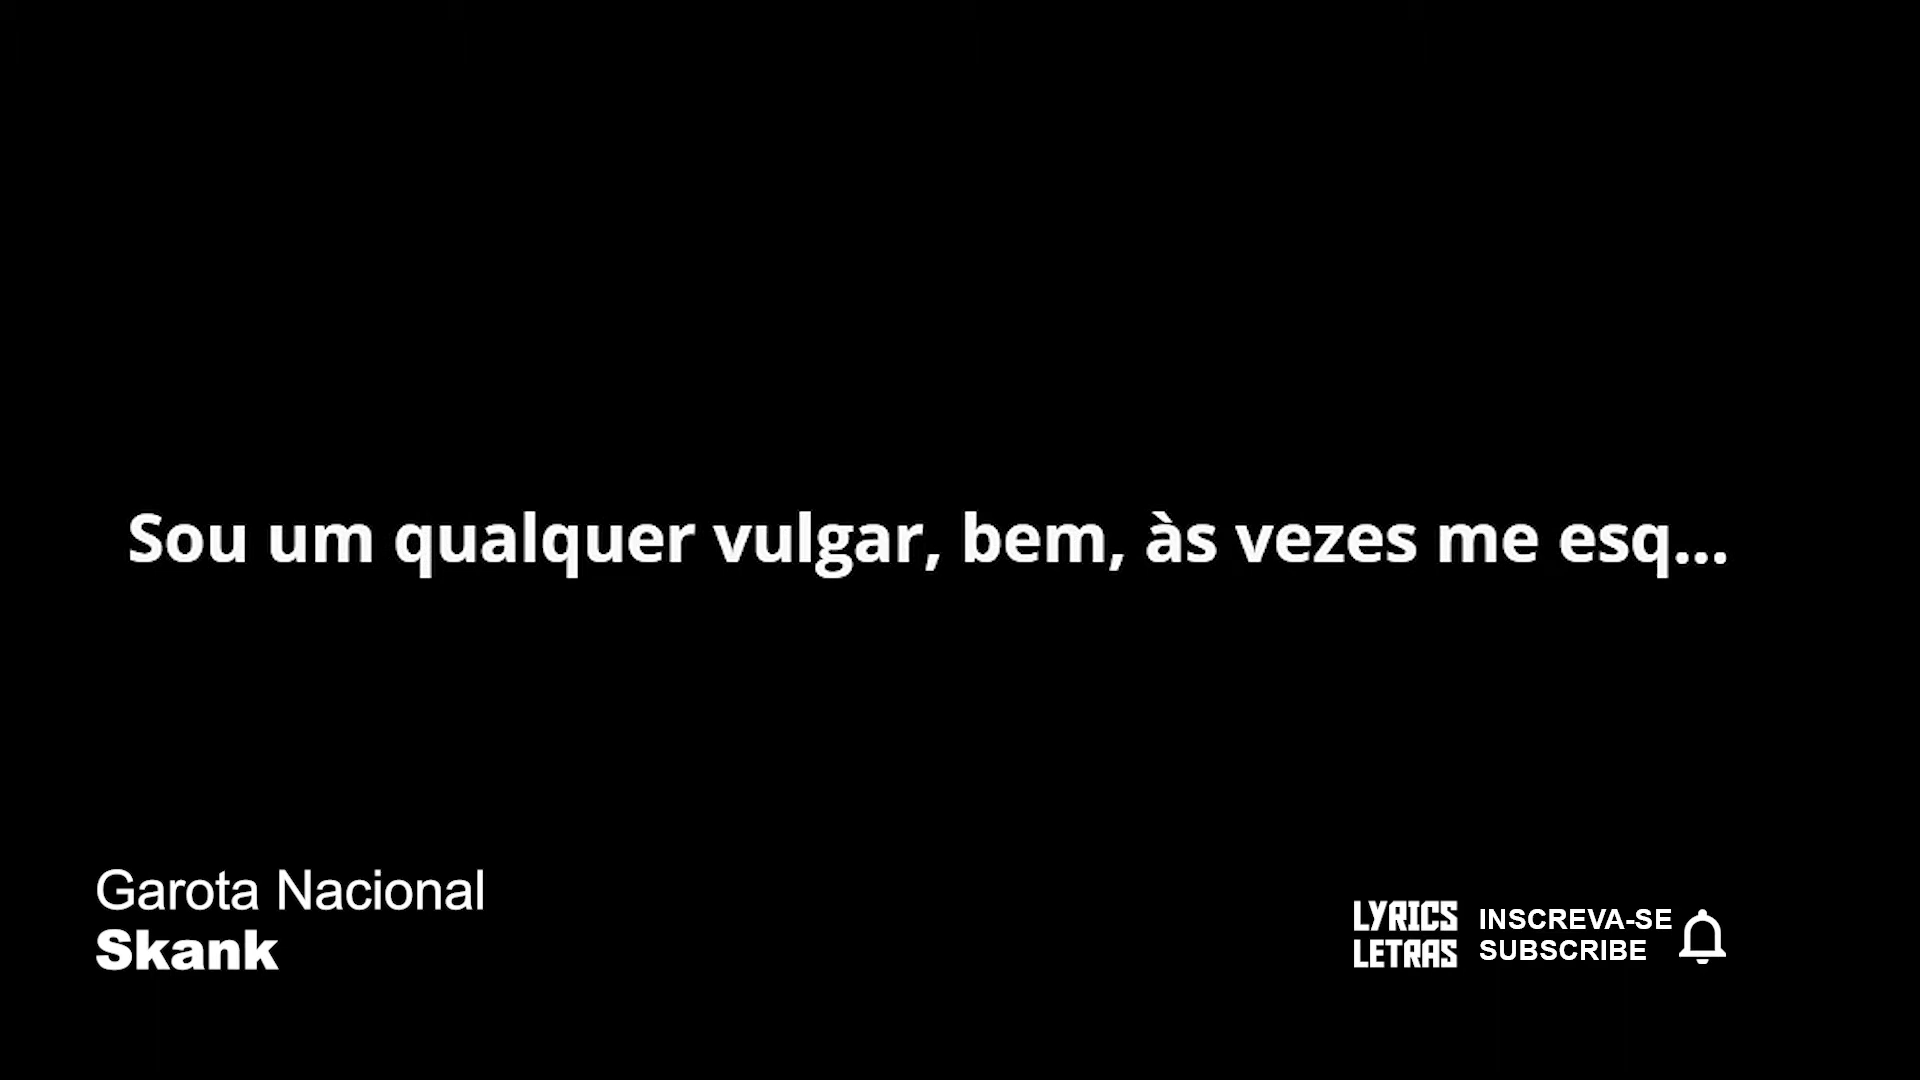 Sou um qualquer vulgar, bem, às vezes me esq...
Garota Nacional
Skank
LYRICS
LETRAS
INSCREVA-SE
SUBSCRIBE